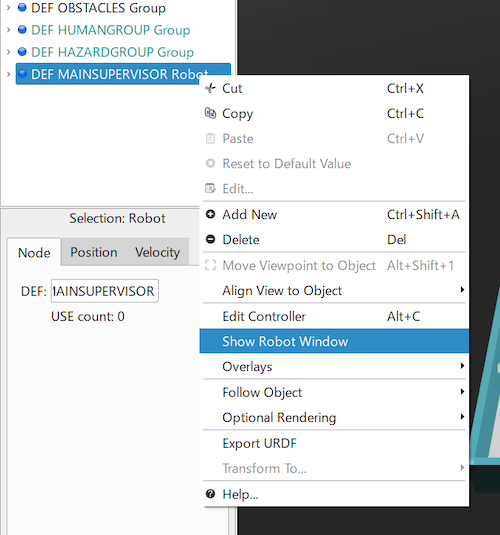 DEF OBSTACLES Group
DEF HUMANGROUP Group
DEF HAZARDGROUP Group
DEF MAINSUPERVISOR Robot
Cut Ctrl+X
Copy Ctrl+C
Paste Ctrl+V
Reset to Default Value
Edit...
Add New Ctrl+Shift+A
Delete Del
Move Viewpoint to Object Alt+Shift+1
Align View to Object
Edit Controller Alt+C
Show Robot Window
Overlays
Follow Object
Optional Rendering
Export URDF
Transform To...
Help...
Selection: Robot
Node Position Velocity
DEF: MAINSUPERVISOR
USE count: 0